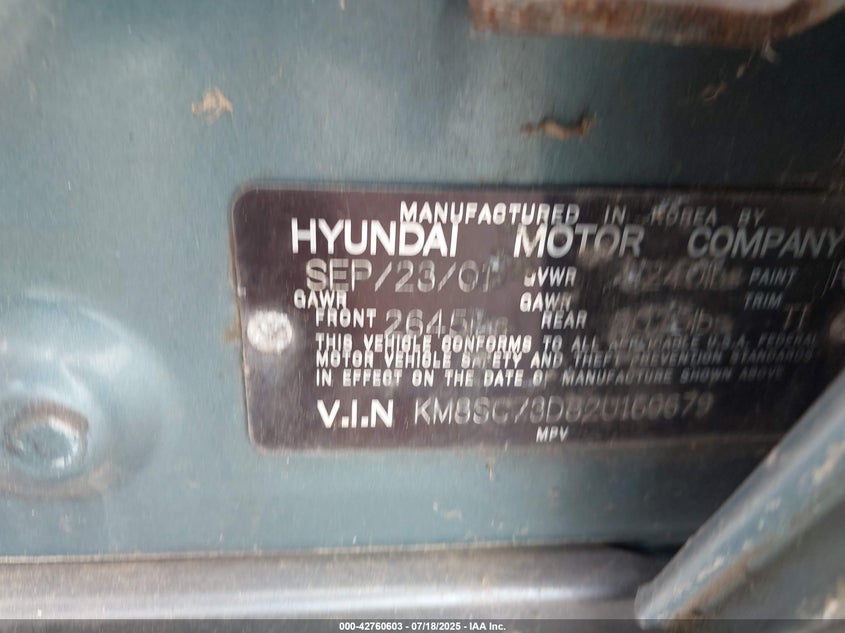 MANUFACTURED IN KOREA BY
HYUNDAI MOTOR COMPANY
SEP/23/01 GVWR PAINT
GAWR GAWR TRIM
FRONT 2645Lbs REAR TT
THIS VEHICLE CONFORMS TO ALL APPLICABLE U.S.A. FEDERAL
MOTOR VEHICLE SAFETY AND THEFT PREVENTION STANDARDS
IN EFFECT ON THE DATE OF MANUFACTURE SHOWN ABOVE
V.I.N
MPV
000-42760603 / 07/18/2025 - IAA Inc.